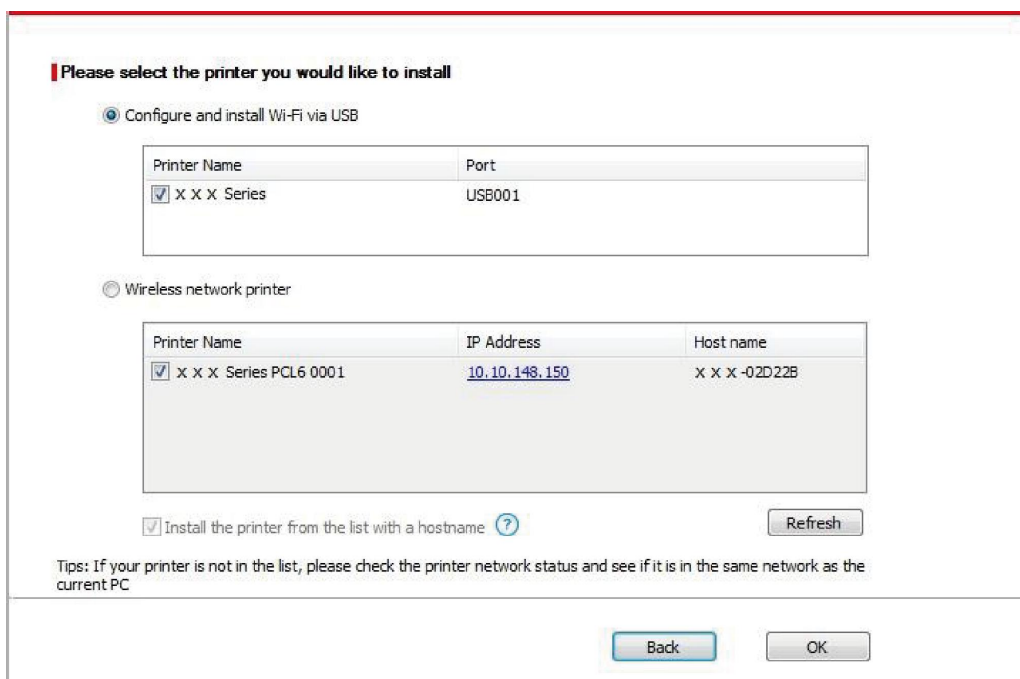 Please select the printer you would like to install
Configure and install Wi-Fi via USB
Printer Name Port
X X X Series USB001
Wireless network printer
Printer Name IP Address Host name
X X X Series PCL6 0001 10.10.148.150 X X X -02D22B
Install the printer from the list with a hostname ?
Refresh
Tips: If your printer is not in the list, please check the printer network status and see if it is in the same network as the
current PC
Back OK